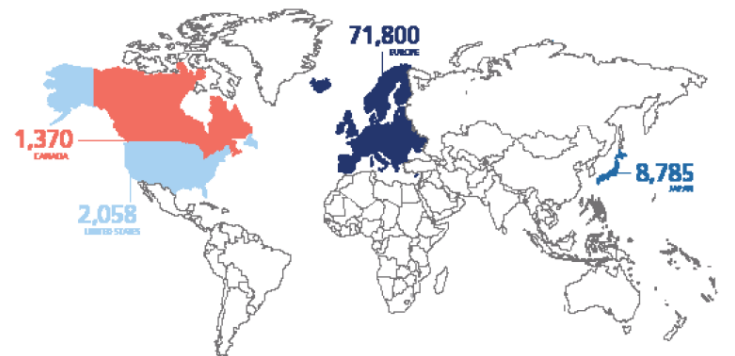 71,800
EUROPE
1,370
CANADA
8,785
JAPAN
2,058
UNITED STATES